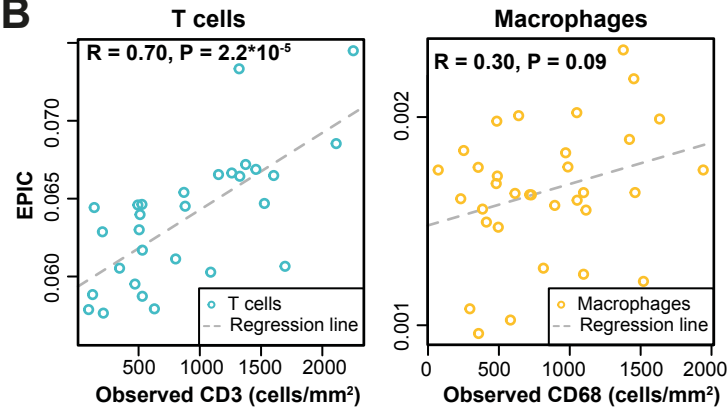 B
T cells
R = 0.70, P = 2.2*10⁻⁵
EPIC
0.070
0.065
0.060
T cells
Regression line
500 1000 1500 2000
Observed CD3 (cells/mm²)
Macrophages
R = 0.30, P = 0.09
0.002
0.001
Macrophages
Regression line
0 500 1000 1500 2000
Observed CD68 (cells/mm²)